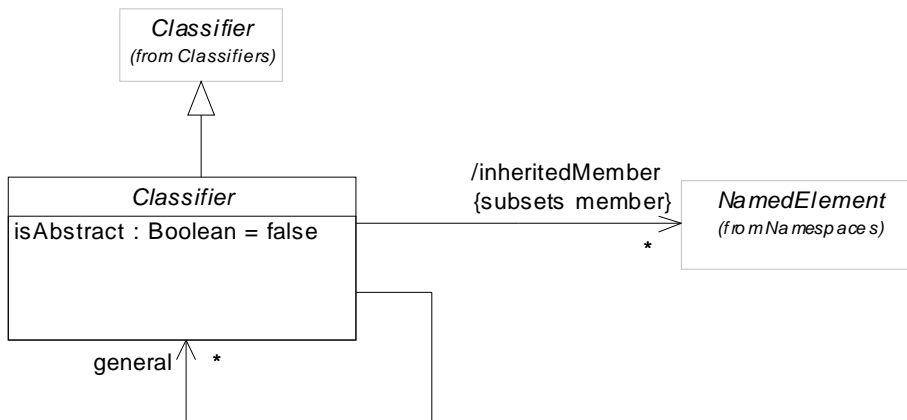 Classifier
(from Classifiers)
Classifier
isAbstract : Boolean = false
/inheritedMember
{subsets member}
*
NamedElement
(from Namespaces)
general
*